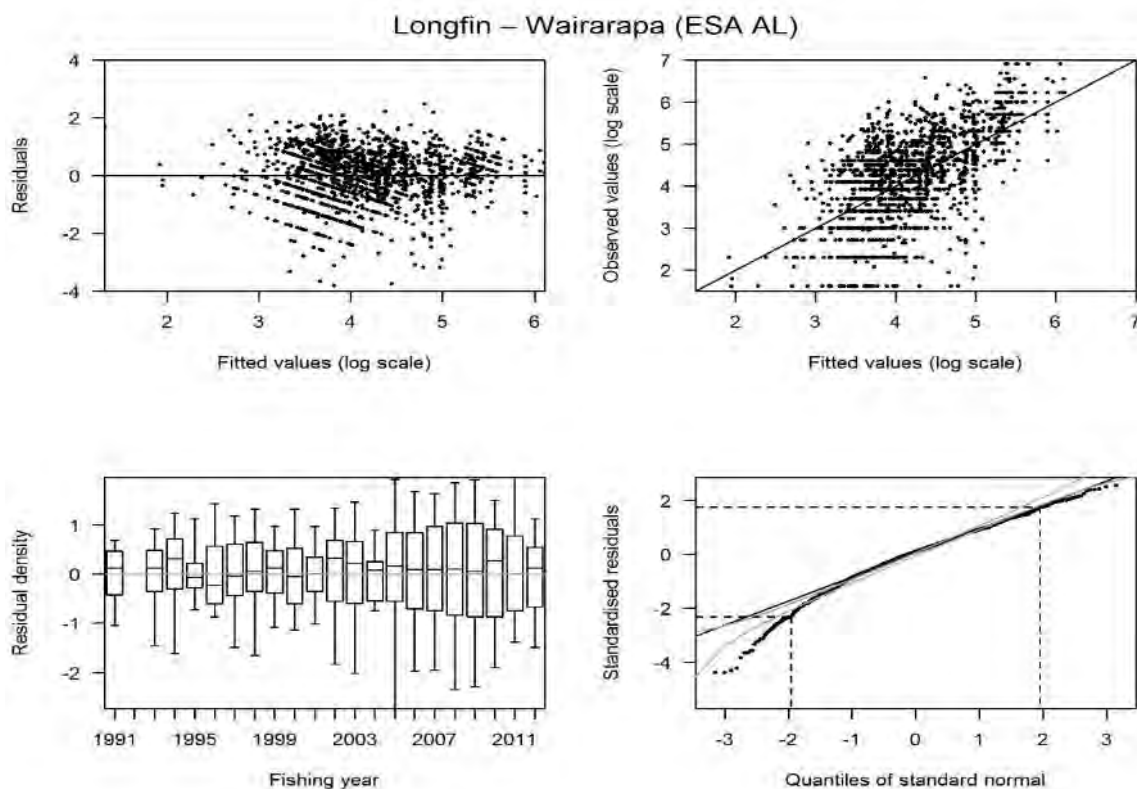 Longfin – Wairarapa (ESA AL)
Residuals
4
2
0
-2
-4
2 3 4 5 6
Fitted values (log scale)
Observed values (log scale)
7
6
5
4
3
2
2 3 4 5 6 7
Fitted values (log scale)
Residual density
1
0
-1
-2
1991 1995 1999 2003 2007 2011
Fishing year
Standardised residuals
2
0
-2
-4
-3 -2 -1 0 1 2 3
Quantiles of standard normal